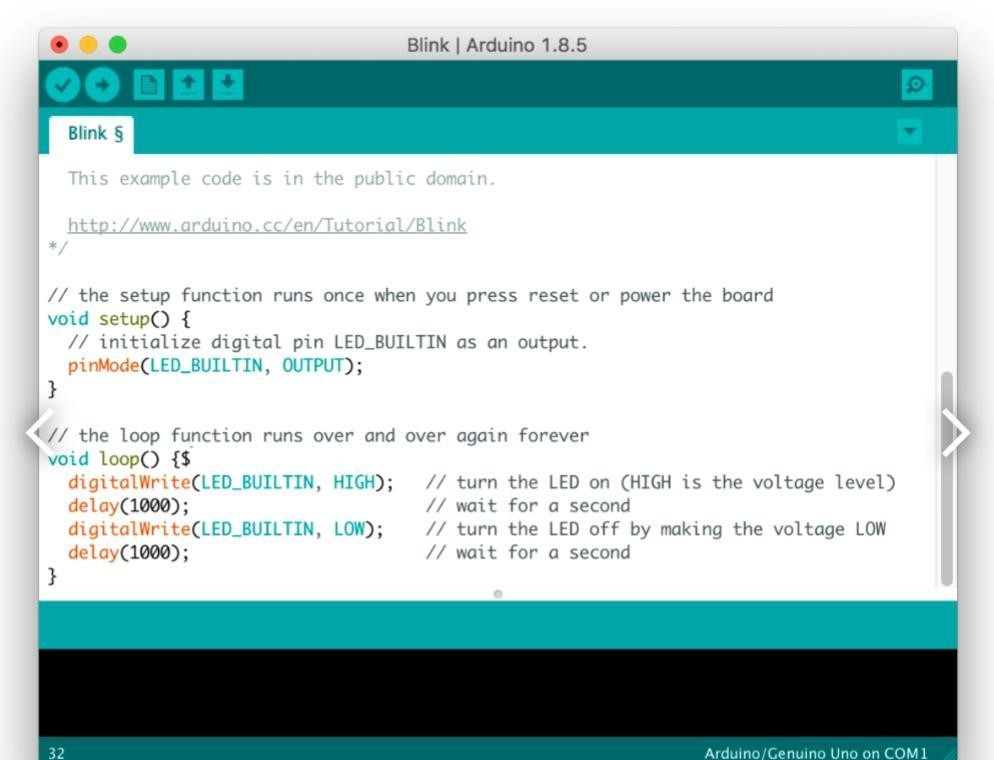 Blink | Arduino 1.8.5
Blink §
This example code is in the public domain.
http://www.arduino.cc/en/Tutorial/Blink
*/
// the setup function runs once when you press reset or power the board
void setup() {
  // initialize digital pin LED_BUILTIN as an output.
  pinMode(LED_BUILTIN, OUTPUT);
}
// the loop function runs over and over again forever
void loop() {$
  digitalWrite(LED_BUILTIN, HIGH);   // turn the LED on (HIGH is the voltage level)
  delay(1000);                       // wait for a second
  digitalWrite(LED_BUILTIN, LOW);    // turn the LED off by making the voltage LOW
  delay(1000);                       // wait for a second
}
32 Arduino/Genuino Uno on COM1